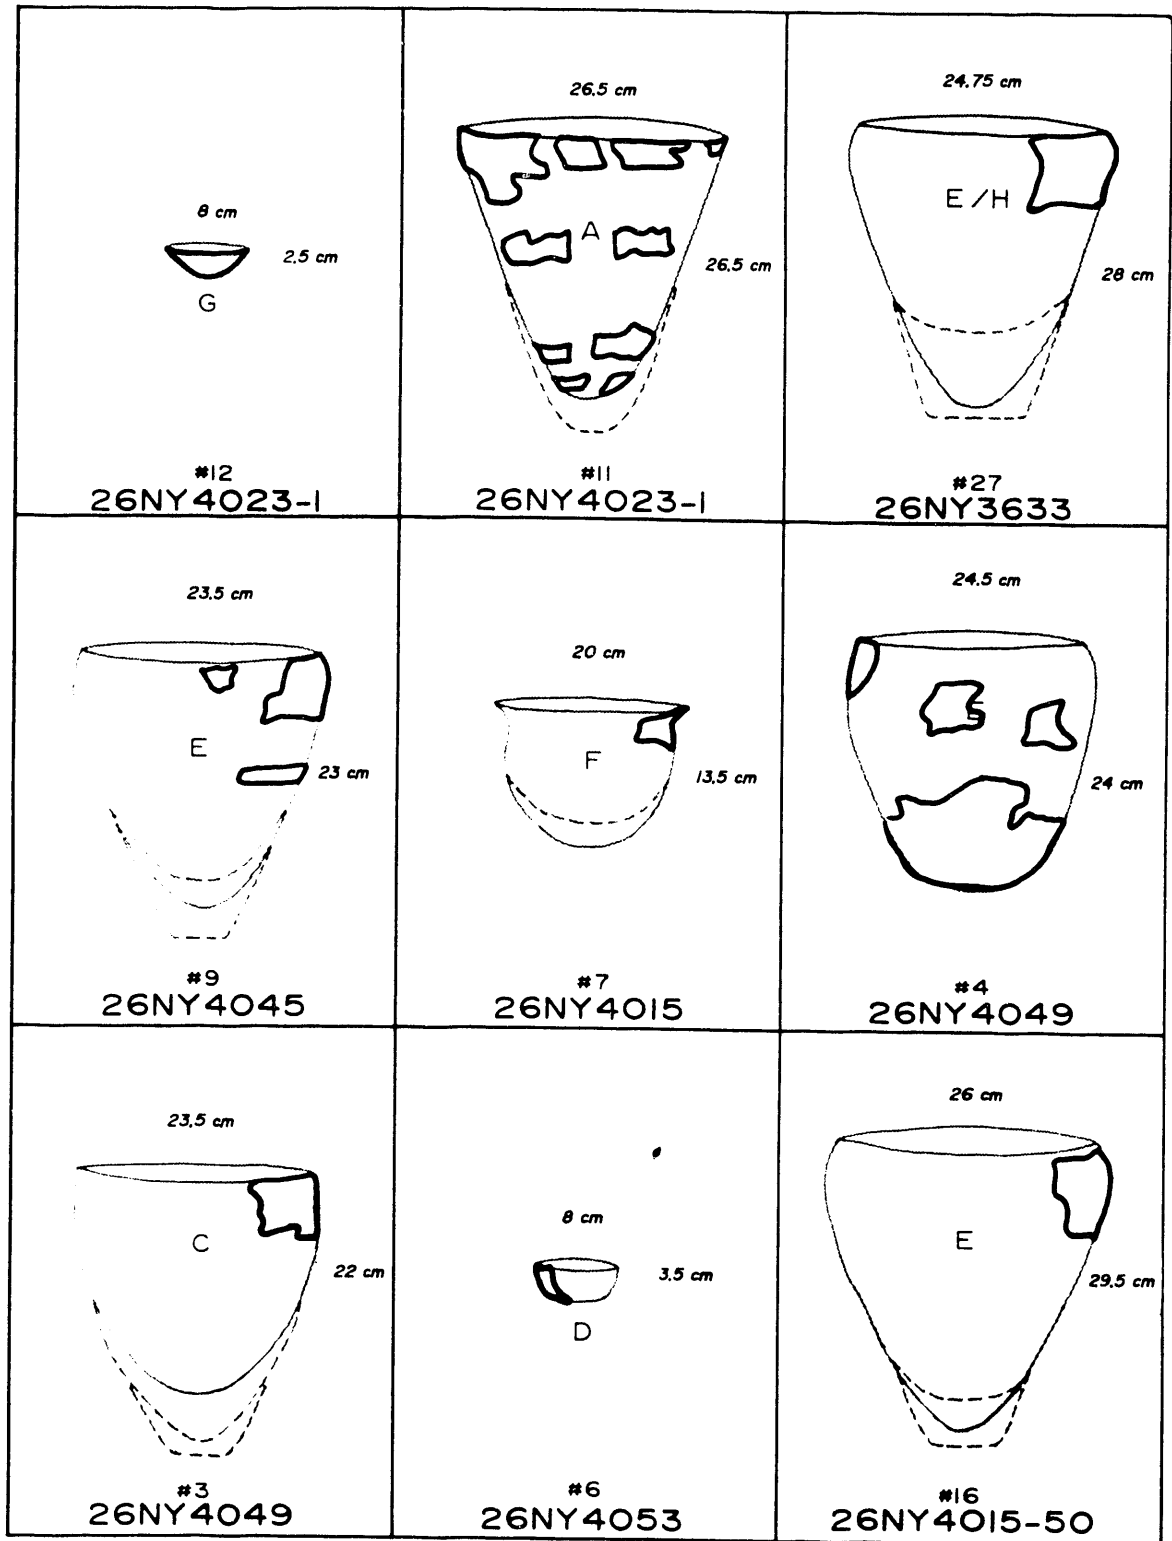 8 cm
2.5 cm
G
#12
26NY4023-1
26.5 cm
A
26.5 cm
#11
26NY4023-1
24.75 cm
E/H
28 cm
#27
26NY3633
23.5 cm
E
23 cm
#9
26NY4045
20 cm
F
13.5 cm
#7
26NY4015
24.5 cm
E
24 cm
#4
26NY4049
23.5 cm
C
22 cm
#3
26NY4049
8 cm
3.5 cm
D
#6
26NY4053
26 cm
E
29.5 cm
#16
26NY4015-50